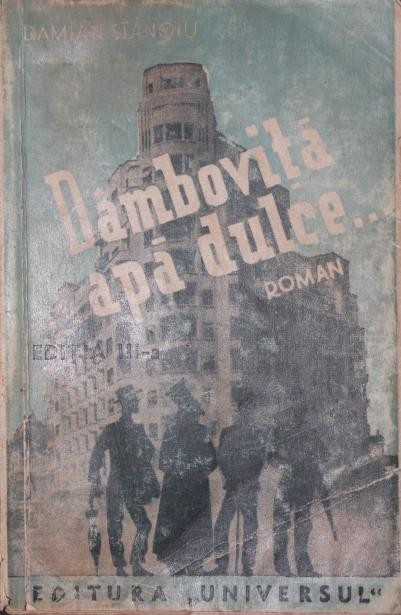 DAMIAN STANOIU
Dâmboviță
apă dulce...
ROMAN
EDIȚIA III-a
EDITURA „UNIVERSUL“